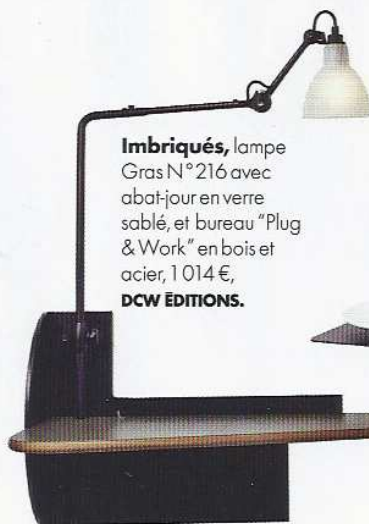 Imbriqués, lampe
Gras N°216 avec
abat-jour en verre
sablé, et bureau "Plug
& Work" en bois et
acier, 1 014 €,
DCW ÉDITIONS.